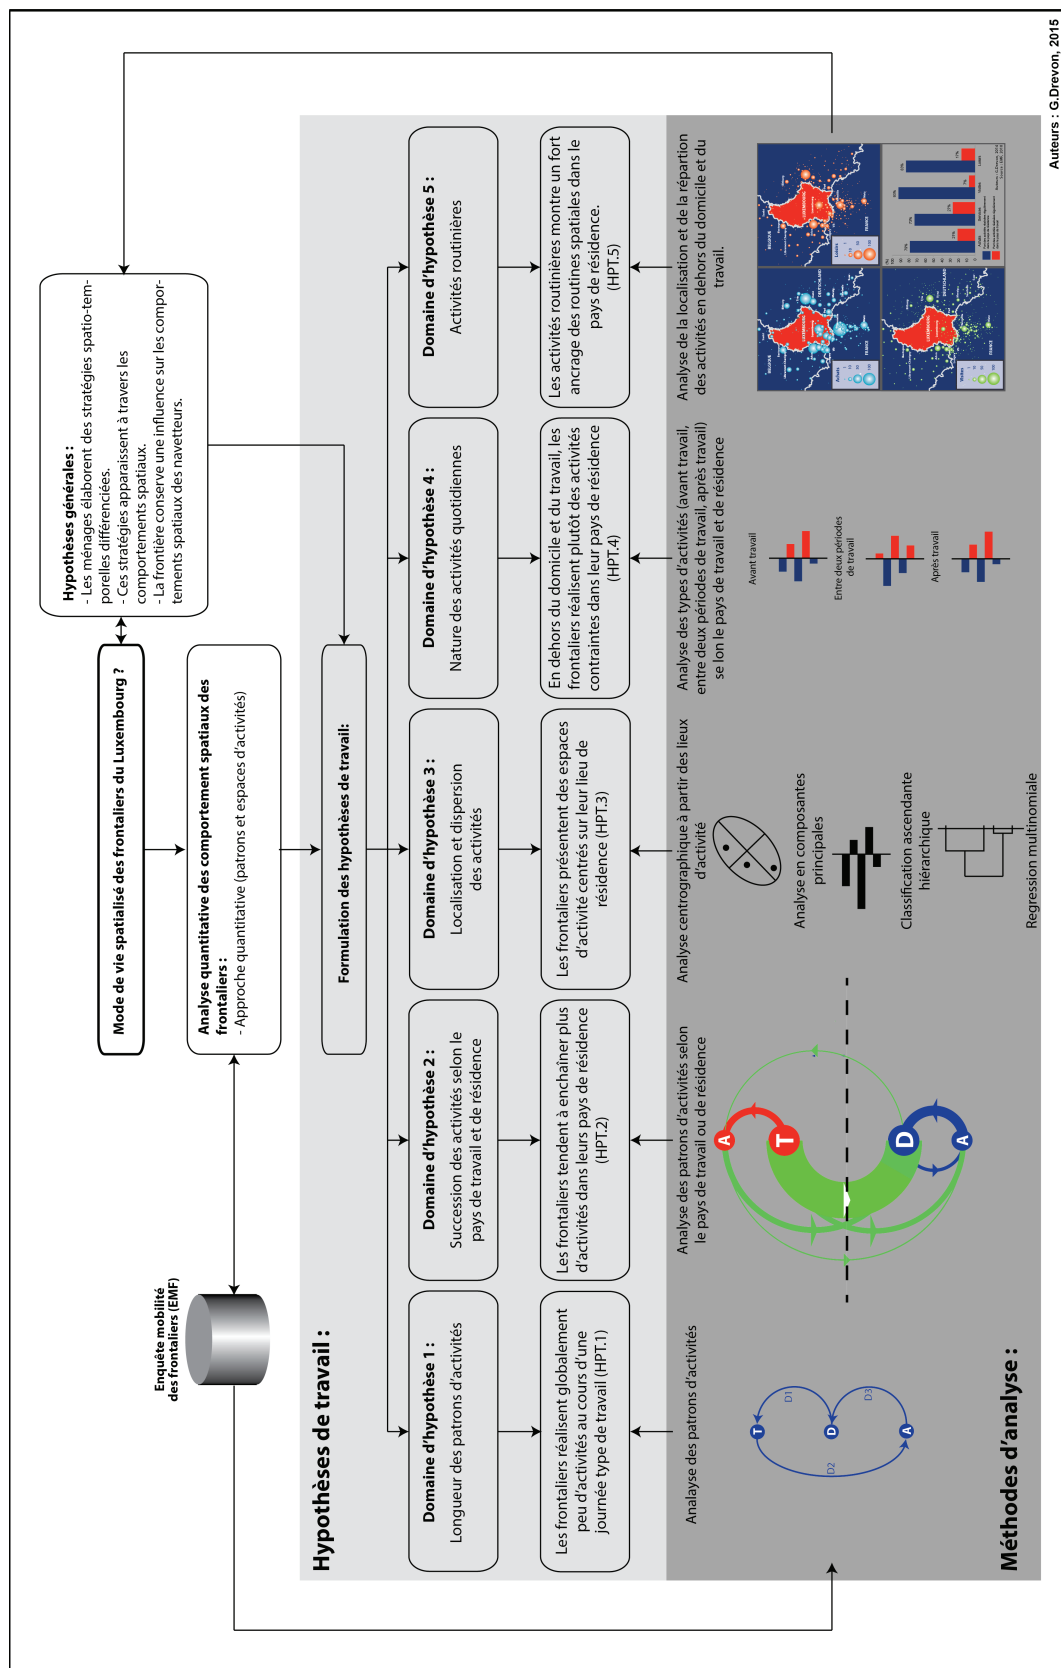 Mode de vie spatialisé des frontaliers du Luxembourg ?
Hypothèses générales :
- Les ménages élaborent des stratégies spatio-tem-
porelles différenciées.
- Ces stratégies apparaissent à travers les
comportements spatiaux.
- La frontière conserve une influence sur les compor-
tements spatiaux des navetteurs.
Enquête mobilité
des frontaliers (EMF)
Analyse quantitative des comportement spatiaux des
frontaliers :
- Approche quantitative (patrons et espaces d'activités)
Formulation des hypothèses de travail:
Hypothèses de travail :
Domaine d'hypothèse 1 :
Longueur des patrons d'activités
Domaine d'hypothèse 2 :
Succession des activités selon le
pays de travail et de résidence
Domaine d'hypothèse 3 :
Localisation et dispersion
des activités
Domaine d'hypothèse 4 :
Nature des activités quotidiennes
Domaine d'hypothèse 5 :
Activités routinières
Les frontaliers réalisent globalement
peu d'activités au cours d'une
journée type de travail (HPT.1)
Les frontaliers tendent à enchaîner plus
d'activités dans leurs pays de résidence
(HPT.2)
Les frontaliers présentent des espaces
d'activité centrés sur leur lieu de
résidence (HPT.3)
En dehors du domicile et du travail, les
frontaliers réalisent plutôt des activités
contraintes dans leur pays de résidence
(HPT.4)
Les activités routinières montre un fort
ancrage des routines spatiales dans le
pays de résidence.
(HPT.5)
Analayse des patrons d'activités
T
D
A
D1
D2
D3
Analyse des patrons d'activités selon
le pays de travail ou de résidence
A
T
D
A
Analyse centrographique à partir des lieux
d'activité
Analyse en composantes
principales
Classification ascendante
hiérarchique
Regression multinomiale
Analyse des types d'activités (avant travail,
entre deux périodes de travail, après travail)
se lon le pays de travail et de résidence
Avant travail
Entre deux périodes
de travail
Après travail
Analyse de la localisation et de la répartion
des activités en dehors du domicile et du
travail.
BELGIQUE
DEUTSCHLAND
LUXEMBOURG
FRANCE
Achats
BELGIQUE
LUXEMBOURG
FRANCE
Loisirs
DEUTSCHLAND
LUXEMBOURG
FRANCE
Visites
Méthodes d'analyse :
Auteurs : G.Drevon, 2015